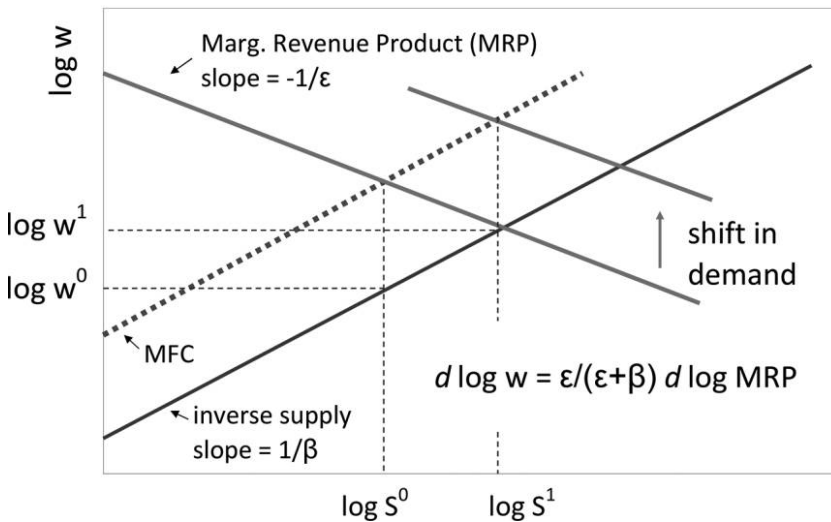 log w
Marg. Revenue Product (MRP)
slope = -1/ε
log w¹
log w⁰
shift in
demand
MFC
d log w = ε/(ε+β) d log MRP
inverse supply
slope = 1/β
log S⁰
log S¹